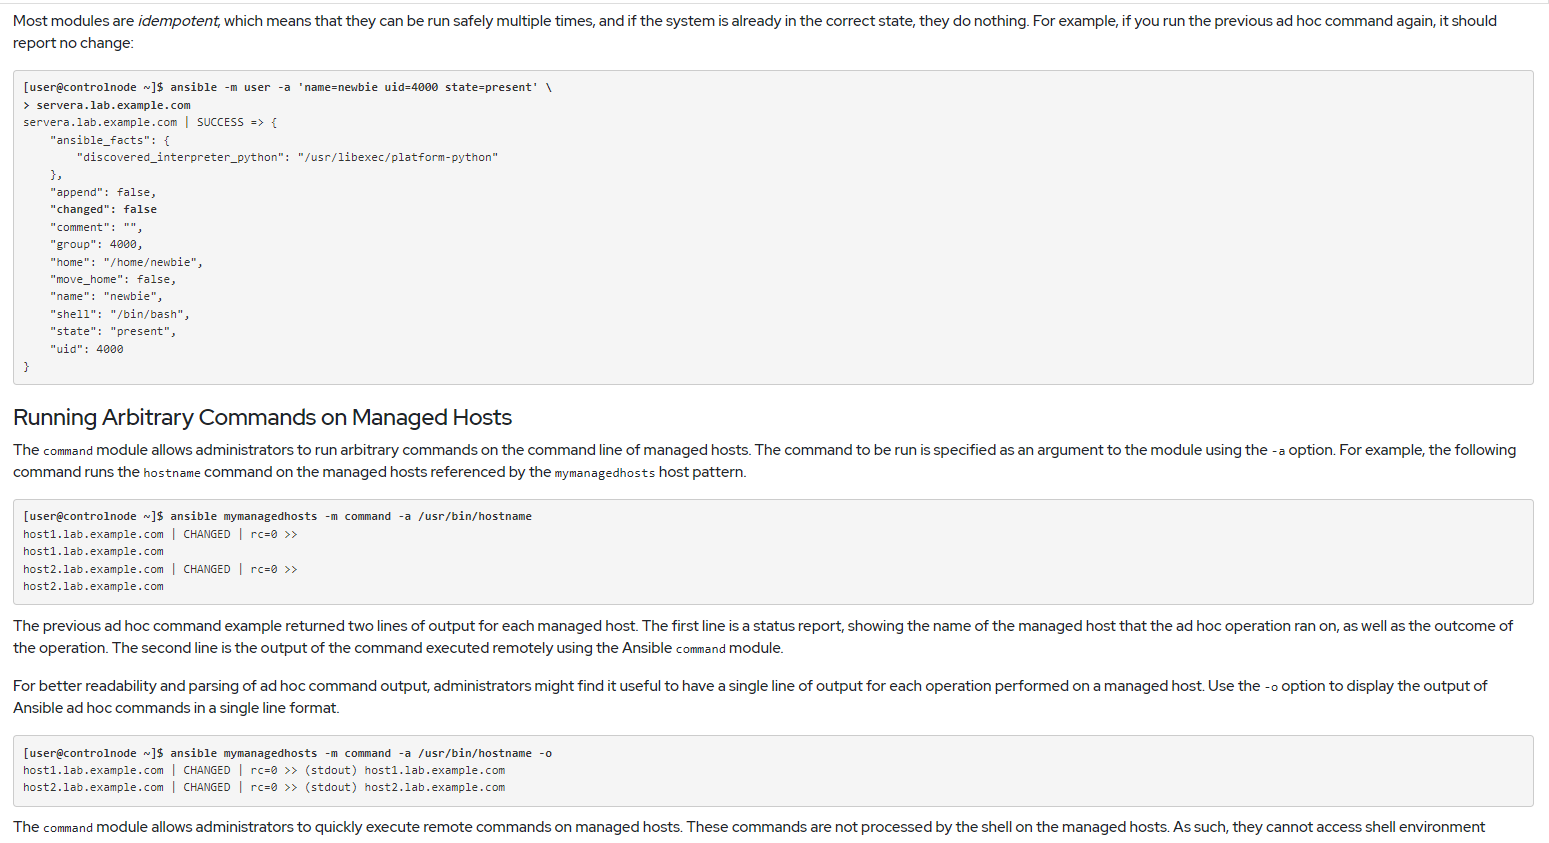 Most modules are idempotent, which means that they can be run safely multiple times, and if the system is already in the correct state, they do nothing. For example, if you run the previous ad hoc command again, it should
report no change:
[user@controlnode ~]$ ansible -m user -a 'name=newbie uid=4000 state=present' \
> servera.lab.example.com
servera.lab.example.com | SUCCESS => {
    "ansible_facts": {
        "discovered_interpreter_python": "/usr/libexec/platform-python"
    },
    "append": false,
    "changed": false
    "comment": "",
    "group": 4000,
    "home": "/home/newbie",
    "move_home": false,
    "name": "newbie",
    "shell": "/bin/bash",
    "state": "present",
    "uid": 4000
}
Running Arbitrary Commands on Managed Hosts
The command module allows administrators to run arbitrary commands on the command line of managed hosts. The command to be run is specified as an argument to the module using the -a option. For example, the following
command runs the hostname command on the managed hosts referenced by the mymanagedhosts host pattern.
[user@controlnode ~]$ ansible mymanagedhosts -m command -a /usr/bin/hostname
host1.lab.example.com | CHANGED | rc=0 >>
host1.lab.example.com
host2.lab.example.com | CHANGED | rc=0 >>
host2.lab.example.com
The previous ad hoc command example returned two lines of output for each managed host. The first line is a status report, showing the name of the managed host that the ad hoc operation ran on, as well as the outcome of
the operation. The second line is the output of the command executed remotely using the Ansible command module.
For better readability and parsing of ad hoc command output, administrators might find it useful to have a single line of output for each operation performed on a managed host. Use the -o option to display the output of
Ansible ad hoc commands in a single line format.
[user@controlnode ~]$ ansible mymanagedhosts -m command -a /usr/bin/hostname -o
host1.lab.example.com | CHANGED | rc=0 >> (stdout) host1.lab.example.com
host2.lab.example.com | CHANGED | rc=0 >> (stdout) host2.lab.example.com
The command module allows administrators to quickly execute remote commands on managed hosts. These commands are not processed by the shell on the managed hosts. As such, they cannot access shell environment